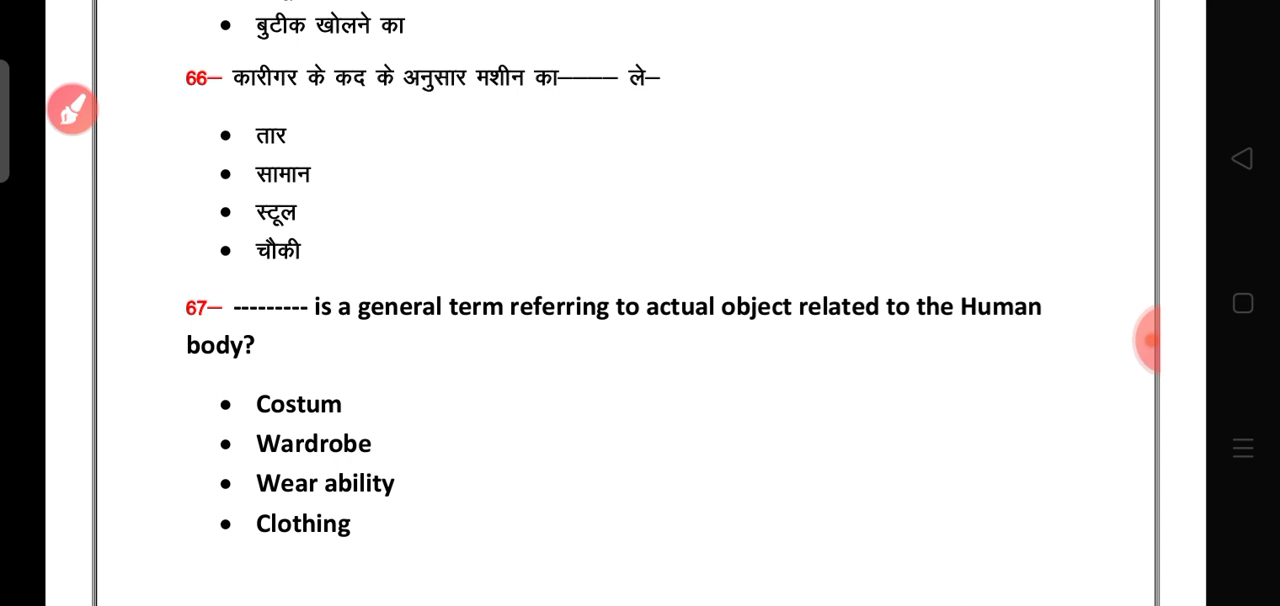 • बुटीक खोलने का
66– कारीगर के कद के अनुसार मशीन का———— ले–
• तार
• सामान
• स्टूल
• चौकी
67– --------- is a general term referring to actual object related to the Human
body?
• Costum
• Wardrobe
• Wear ability
• Clothing